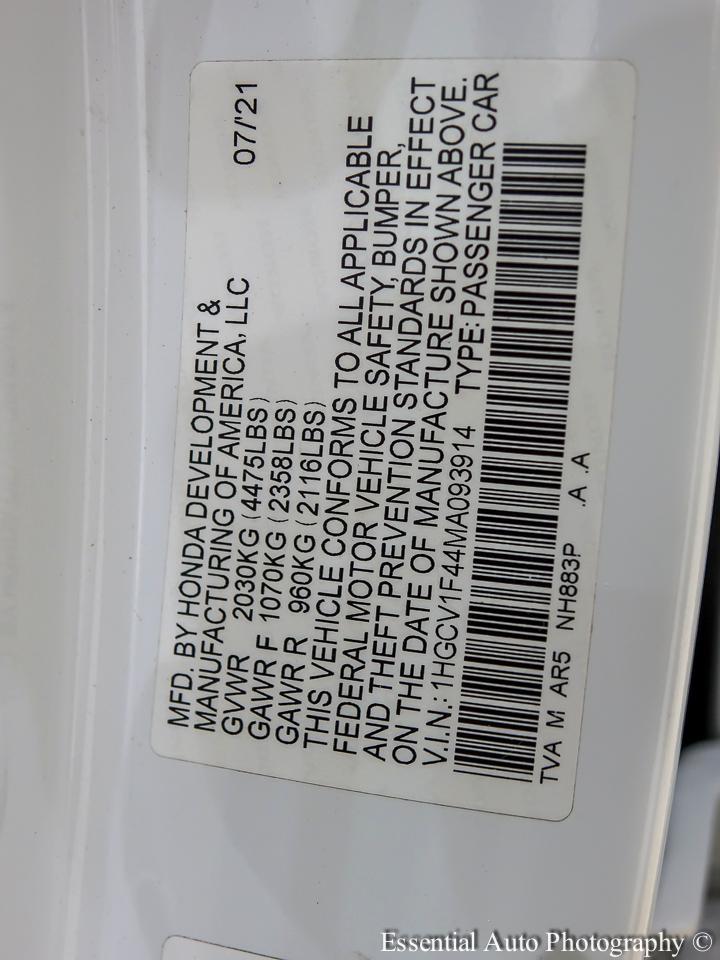 MFD. BY HONDA DEVELOPMENT &
MANUFACTURING OF AMERICA, LLC 07/'21
GVWR 2030KG (4475LBS)
GAWR F 1070KG (2358LBS)
GAWR R 960KG (2116LBS)
THIS VEHICLE CONFORMS TO ALL APPLICABLE
FEDERAL MOTOR VEHICLE SAFETY, BUMPER,
AND THEFT PREVENTION STANDARDS IN EFFECT
ON THE DATE OF MANUFACTURE SHOWN ABOVE.
V.I.N.: 1HGCV1F44MA093914 TYPE: PASSENGER CAR
TVA M AR5 NH883P .A .A
Essential Auto Photography ©